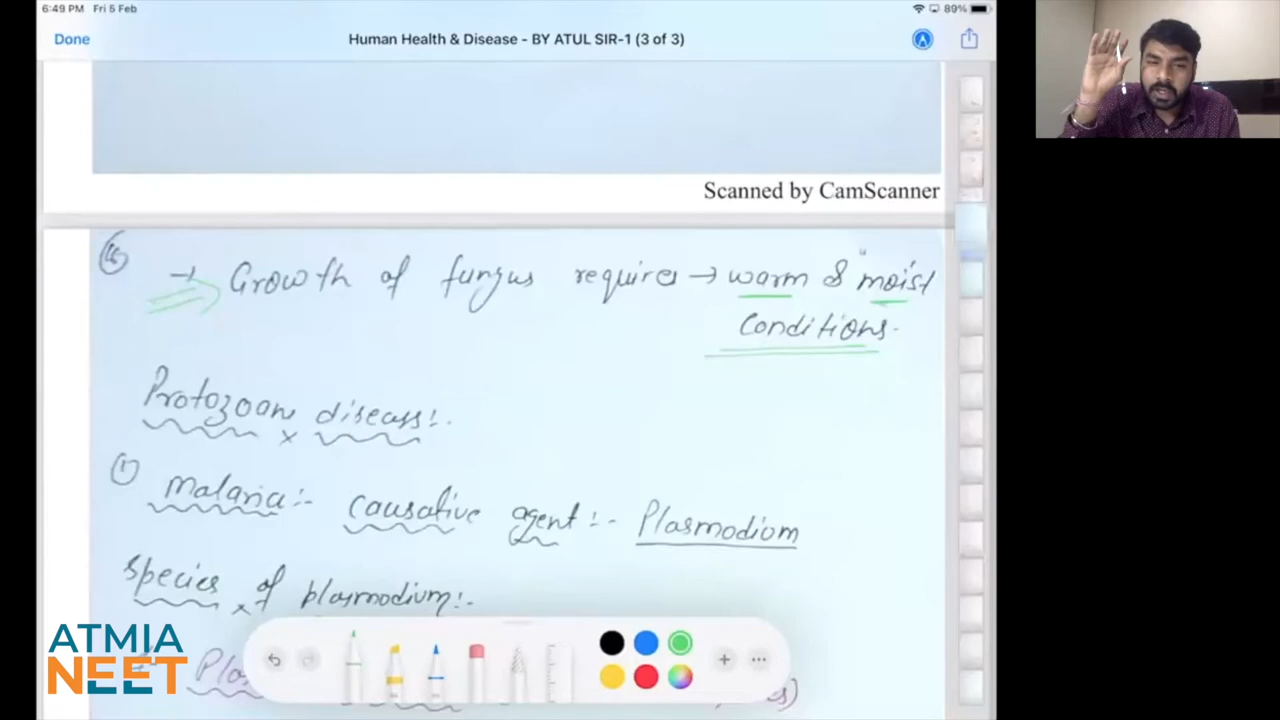 6:49 PM Fri 5 Feb
89%
Done
Human Health & Disease - BY ATUL SIR-1 (3 of 3)
Scanned by CamScanner
→ Growth of fungus requires → warm & "moist
Conditions.
Protozoan diseases:.
① Malaria:- causative agent:- Plasmodium
species of plasmodium:-
ATMIA
NEET